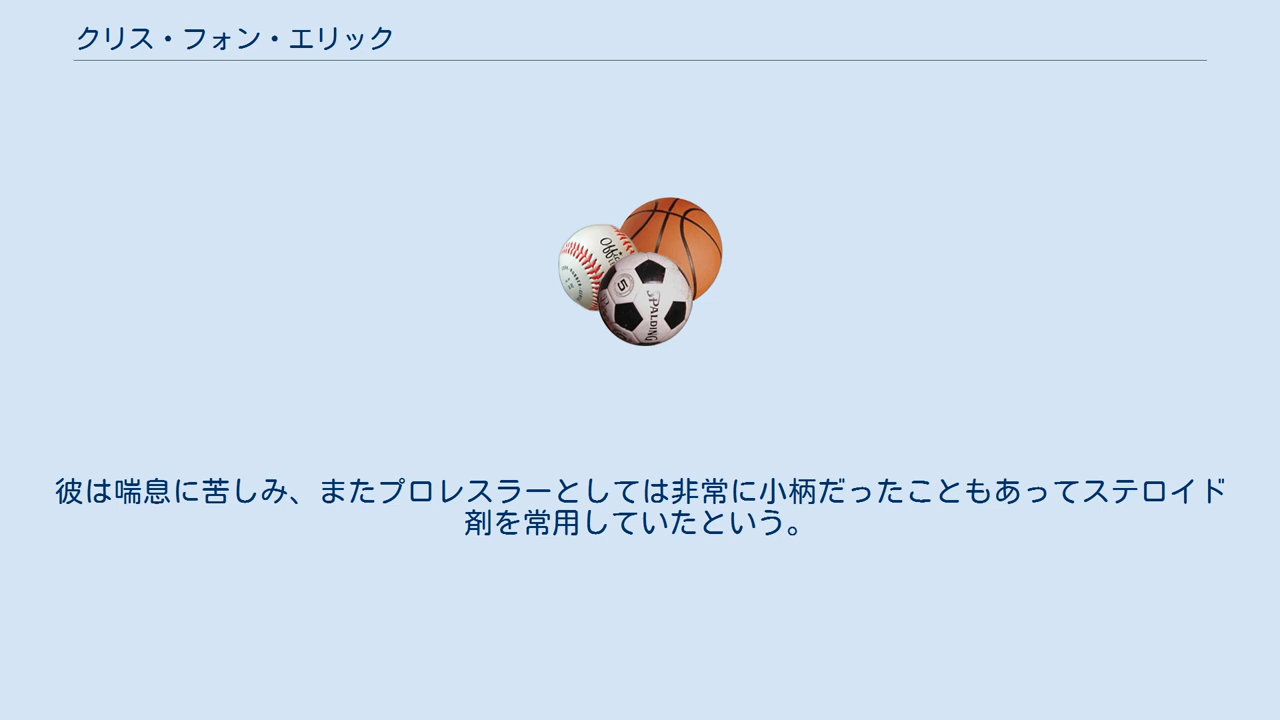 クリス・フォン・エリック
Offic
5
SPALDING
彼は喘息に苦しみ、またプロレスラーとしては非常に小柄だったこともあってステロイド
剤を常用していたという。